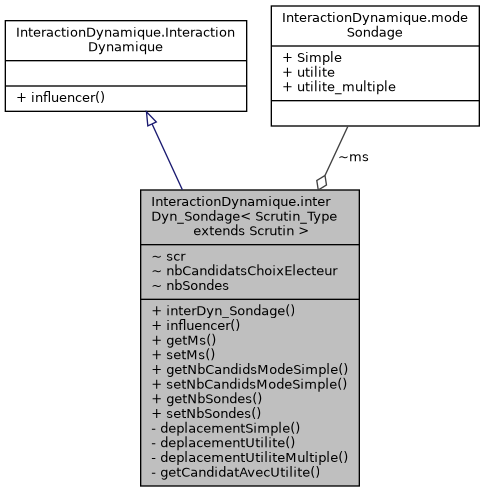 InteractionDynamique.Interaction
Dynamique
+ influencer()
InteractionDynamique.mode
Sondage
+ Simple
+ utilite
+ utilite_multiple
~ms
InteractionDynamique.inter
Dyn_Sondage< Scrutin_Type
extends Scrutin >
~ scr
~ nbCandidatsChoixElecteur
~ nbSondes
+ interDyn_Sondage()
+ influencer()
+ getMs()
+ setMs()
+ getNbCandidsModeSimple()
+ setNbCandidsModeSimple()
+ getNbSondes()
+ setNbSondes()
- deplacementSimple()
- deplacementUtilite()
- deplacementUtiliteMultiple()
- getCandidatAvecUtilite()